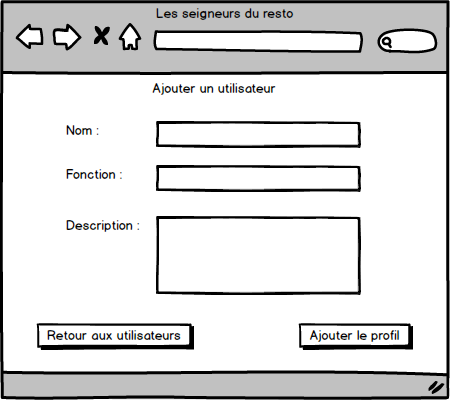 Les seigneurs du resto
Ajouter un utilisateur
Nom :
Fonction :
Description :
Retour aux utilisateurs
Ajouter le profil